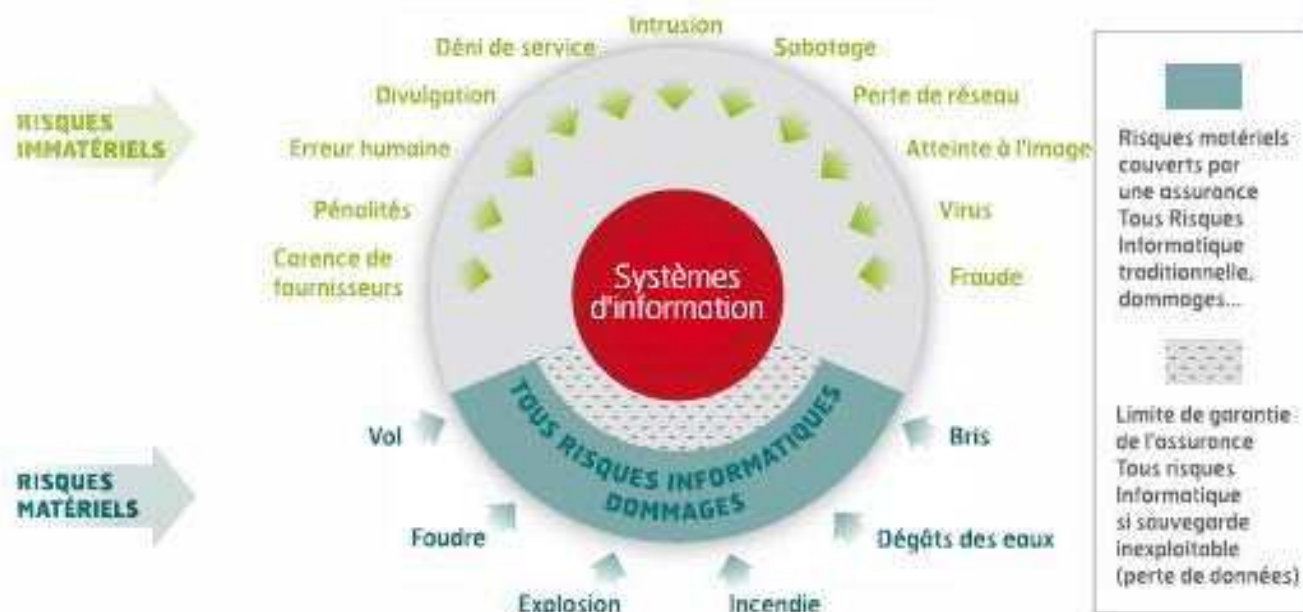 Intrusion
Déni de service
Sabotage
Divulgation
Perte de réseau
RISQUES
IMMATÉRIELS
Erreur humaine
Atteinte à l'image
Pénalités
Virus
Carence de
fournisseurs
Fraude
Systèmes
d'information
TOUS RISQUES INFORMATIQUES
DOMMAGES
RISQUES
MATÉRIELS
Vol
Bris
Foudre
Dégâts des eaux
Explosion
Incendie
Risques matériels
couverts par
une assurance
Tous Risques
Informatique
traditionnelle,
dommages...
Limite de garantie
de l'assurance
Tous risques
Informatique
si sauvegarde
inexploitable
(perte de données)